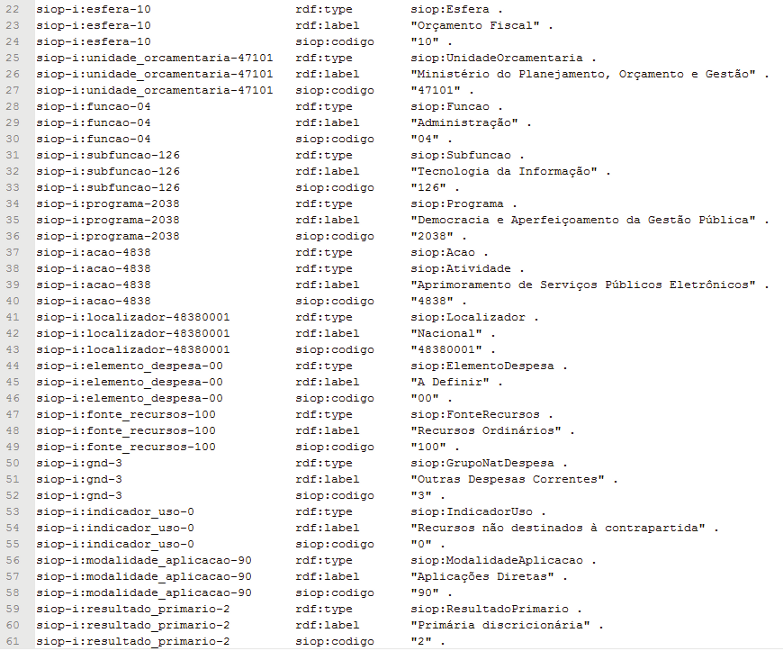 22 siop-i:esfera-10 rdf:type siop:Esfera .
23 siop-i:esfera-10 rdf:label "Orçamento Fiscal" .
24 siop-i:esfera-10 siop:codigo "10" .
25 siop-i:unidade_orcamentaria-47101 rdf:type siop:UnidadeOrcamentaria .
26 siop-i:unidade_orcamentaria-47101 rdf:label "Ministério do Planejamento, Orçamento e Gestão" .
27 siop-i:unidade_orcamentaria-47101 siop:codigo "47101" .
28 siop-i:funcao-04 rdf:type siop:Funcao .
29 siop-i:funcao-04 rdf:label "Administração" .
30 siop-i:funcao-04 siop:codigo "04" .
31 siop-i:subfuncao-126 rdf:type siop:Subfuncao .
32 siop-i:subfuncao-126 rdf:label "Tecnologia da Informação" .
33 siop-i:subfuncao-126 siop:codigo "126" .
34 siop-i:programa-2038 rdf:type siop:Programa .
35 siop-i:programa-2038 rdf:label "Democracia e Aperfeiçoamento da Gestão Pública" .
36 siop-i:programa-2038 siop:codigo "2038" .
37 siop-i:acao-4838 rdf:type siop:Acao .
38 siop-i:acao-4838 rdf:type siop:Atividade .
39 siop-i:acao-4838 rdf:label "Aprimoramento de Serviços Públicos Eletrônicos" .
40 siop-i:acao-4838 siop:codigo "4838" .
41 siop-i:localizador-48380001 rdf:type siop:Localizador .
42 siop-i:localizador-48380001 rdf:label "Nacional" .
43 siop-i:localizador-48380001 siop:codigo "48380001" .
44 siop-i:elemento_despesa-00 rdf:type siop:ElementoDespesa .
45 siop-i:elemento_despesa-00 rdf:label "A Definir" .
46 siop-i:elemento_despesa-00 siop:codigo "00" .
47 siop-i:fonte_recursos-100 rdf:type siop:FonteRecursos .
48 siop-i:fonte_recursos-100 rdf:label "Recursos Ordinários" .
49 siop-i:fonte_recursos-100 siop:codigo "100" .
50 siop-i:gnd-3 rdf:type siop:GrupoNatDespesa .
51 siop-i:gnd-3 rdf:label "Outras Despesas Correntes" .
52 siop-i:gnd-3 siop:codigo "3" .
53 siop-i:indicador_uso-0 rdf:type siop:IndicadorUso .
54 siop-i:indicador_uso-0 rdf:label "Recursos não destinados à contrapartida" .
55 siop-i:indicador_uso-0 siop:codigo "0" .
56 siop-i:modalidade_aplicacao-90 rdf:type siop:ModalidadeAplicacao .
57 siop-i:modalidade_aplicacao-90 rdf:label "Aplicações Diretas" .
58 siop-i:modalidade_aplicacao-90 siop:codigo "90" .
59 siop-i:resultado_primario-2 rdf:type siop:ResultadoPrimario .
60 siop-i:resultado_primario-2 rdf:label "Primária discricionária" .
61 siop-i:resultado_primario-2 siop:codigo "2" .